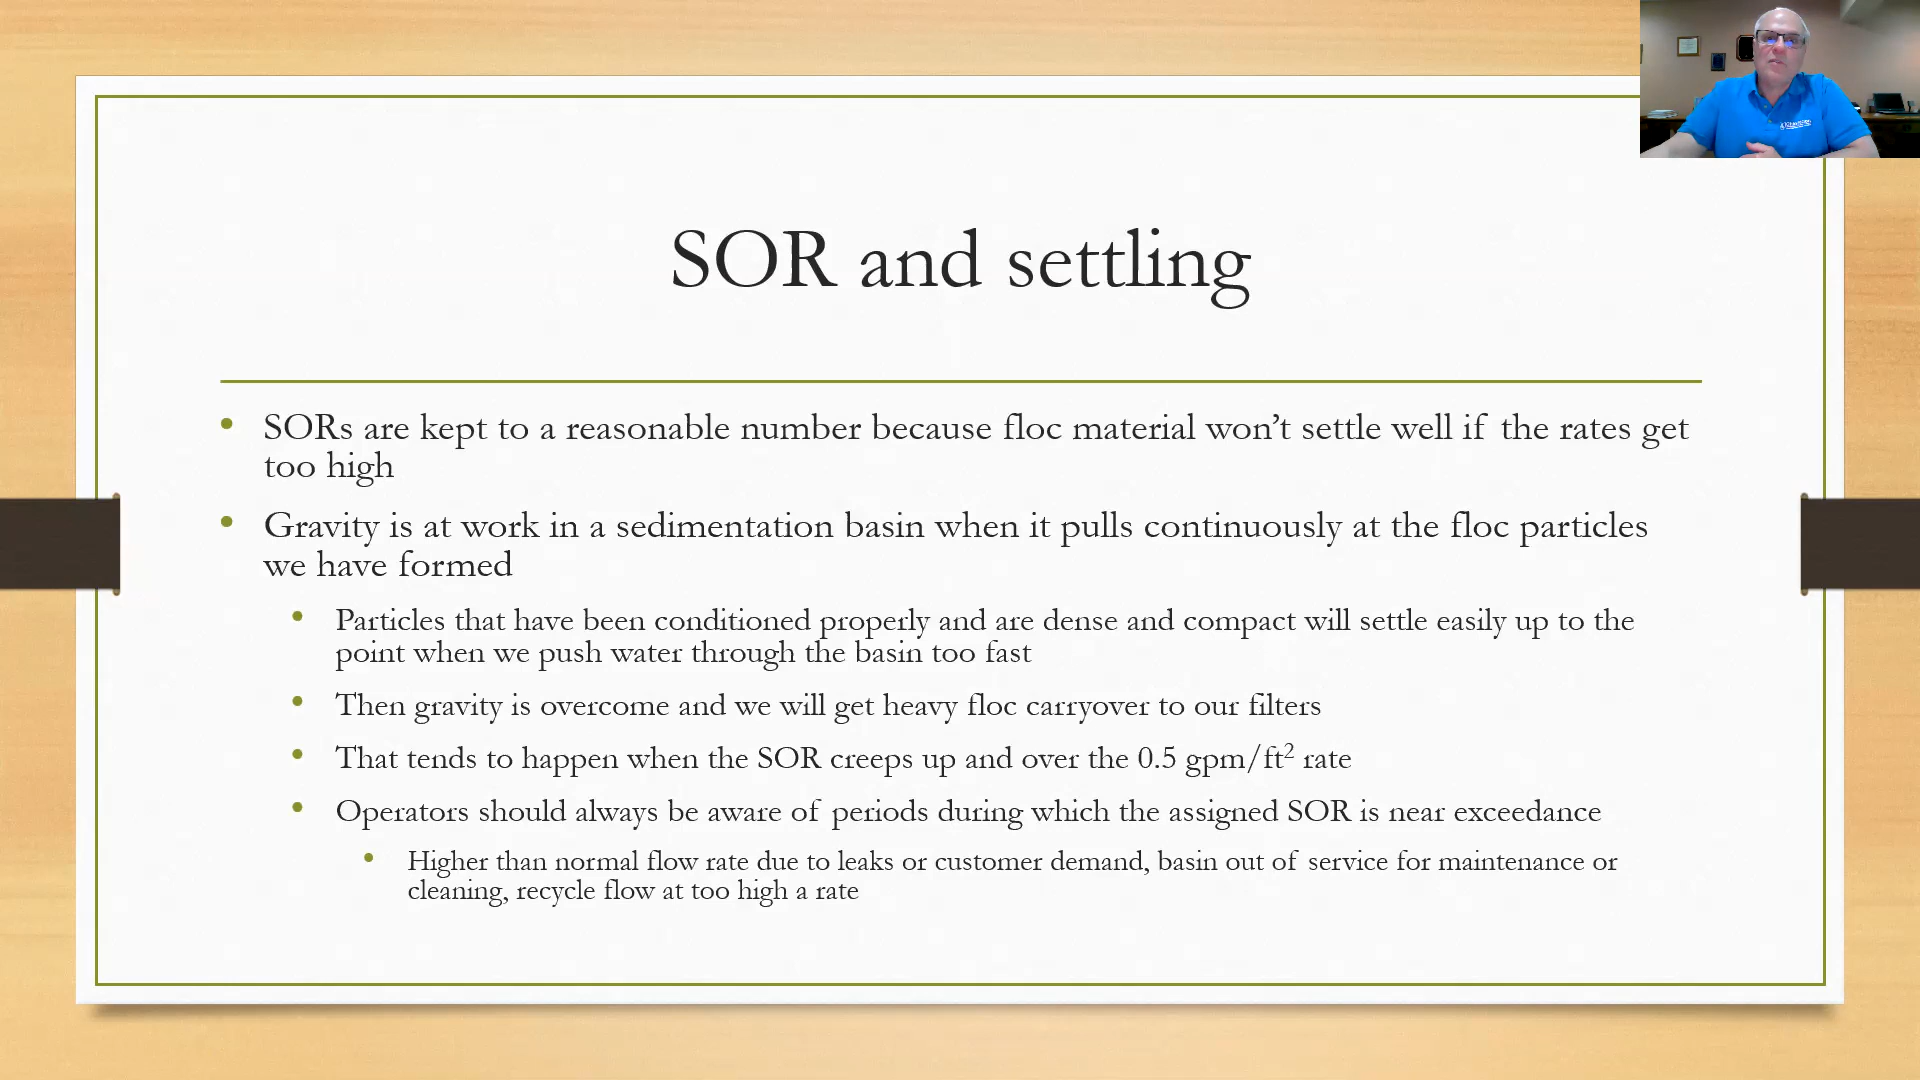 SOR and settling
• SORs are kept to a reasonable number because floc material won’t settle well if the rates get
too high
• Gravity is at work in a sedimentation basin when it pulls continuously at the floc particles
we have formed
• Particles that have been conditioned properly and are dense and compact will settle easily up to the
point when we push water through the basin too fast
• Then gravity is overcome and we will get heavy floc carryover to our filters
• That tends to happen when the SOR creeps up and over the 0.5 gpm/ft² rate
• Operators should always be aware of periods during which the assigned SOR is near exceedance
• Higher than normal flow rate due to leaks or customer demand, basin out of service for maintenance or
cleaning, recycle flow at too high a rate